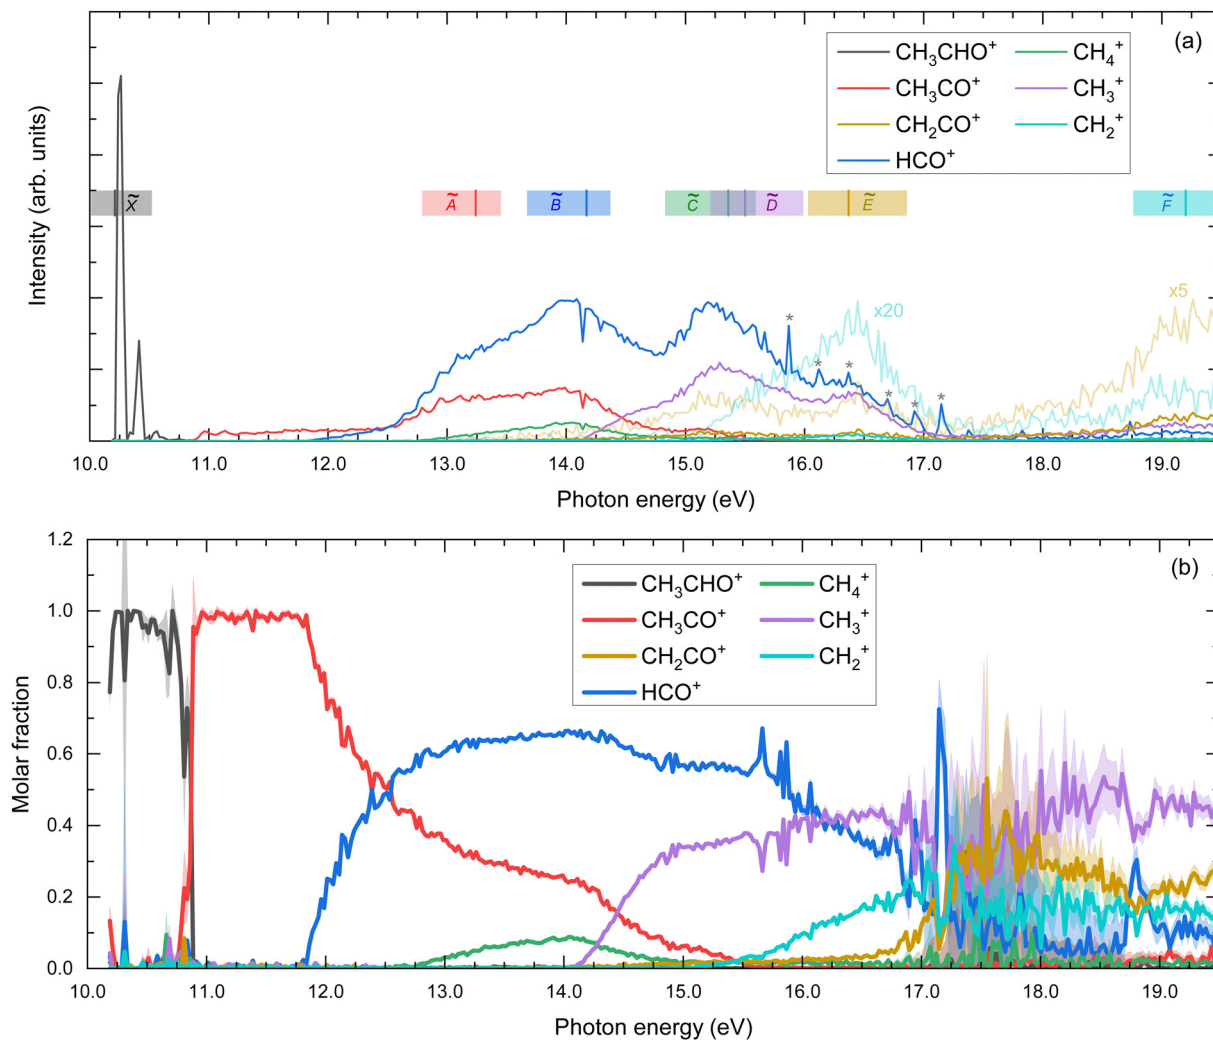 (a)
CH₃CHO⁺ CH₄⁺
CH₃CO⁺ CH₃⁺
CH₂CO⁺ CH₂⁺
HCO⁺
Intensity (arb. units)
X̃ Ã B̃ C̃ D̃ Ẽ F̃
x5
x20
* * * * * *
10.0 11.0 12.0 13.0 14.0 15.0 16.0 17.0 18.0 19.0
Photon energy (eV)
(b)
CH₃CHO⁺ CH₄⁺
CH₃CO⁺ CH₃⁺
CH₂CO⁺ CH₂⁺
HCO⁺
Molar fraction
1.2
1.0
0.8
0.6
0.4
0.2
0.0
10.0 11.0 12.0 13.0 14.0 15.0 16.0 17.0 18.0 19.0
Photon energy (eV)